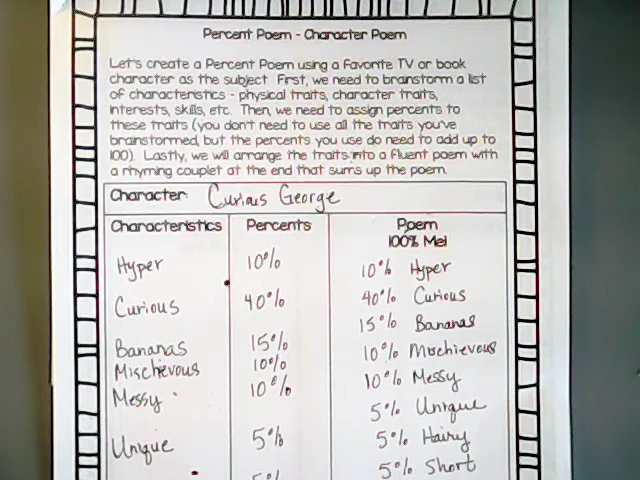 Percent Poem - Character Poem
Let's create a Percent Poem using a favorite TV or book
character as the subject. First, we need to brainstorm a list
of characteristics - physical traits, character traits,
interests, skills, etc. Then, we need to assign percents to
these traits (you don't need to use all the traits you've
brainstormed, but the percents you use do need to add up to
100). Lastly, we will arrange the traits into a fluent poem with
a rhyming couplet at the end that sums up the poem.
Character: Curious George
Characteristics Percents Poem
100% Me!
Hyper 10% 10% Hyper
Curious 40% 40% Curious
15% Bananas
Bananas 15% 10% Mischievous
Mischievous 10%
Messy 10% 10% Messy
5% Unique
Unique 5% 5% Hairy
5% Short